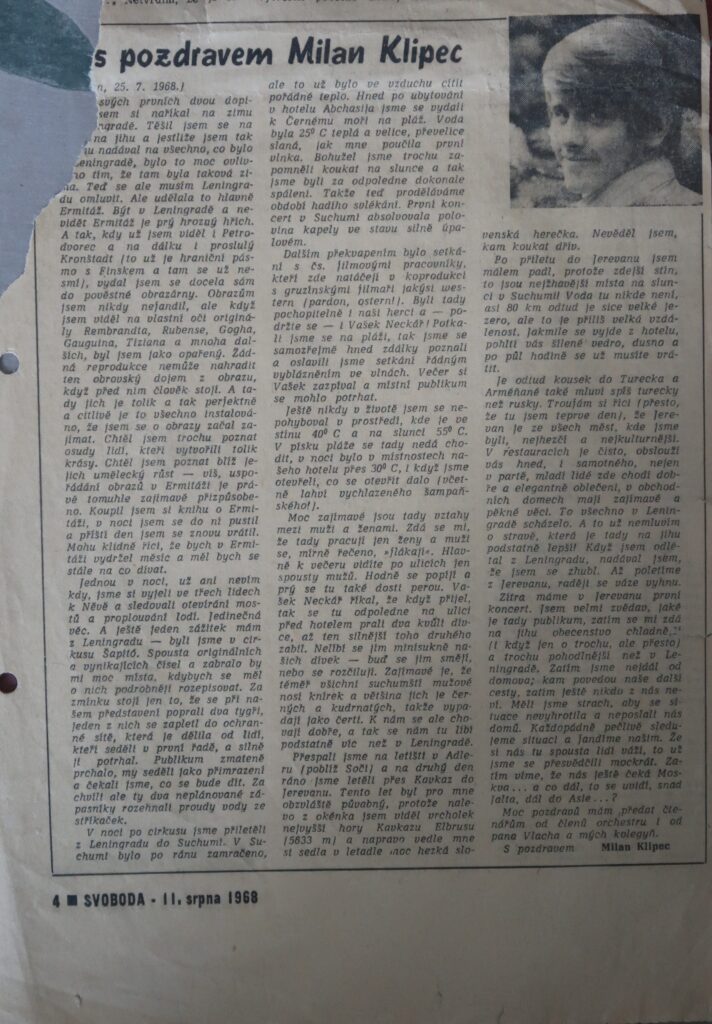 s pozdravem Milan Klipec
n, 25. 7. 1968.)
svých prvních dvou dopi-
sem si naříkal na zimu
ngradě. Těšil jsem se na
na jihu a jestliže jsem tak
nu nadával na všechno, co bylo
eningradě, bylo to moc ovliv-
no tím, že tam byla taková zi-
ma. Teď se ale musím Leningra-
du omluvit. Ale udělala to hlavně
Ermitáž. Být v Leningradě a ne-
vidět Ermitáž je prý hrozný hřích.
A tak, kdy už jsem viděl i Petro-
dvorec a na dálku i proslulý
Kronštadt (to už je hraniční pás-
mo s Finskem a tam se už ne-
smí), vydal jsem se docela sám
do pověstné obrazárny. Obrazům
jsem nikdy nefandil, ale když
jsem viděl na vlastní oči originá-
ly Rembrandta, Rubense, Gogha,
Gauguina, Tiziana a mnoha dal-
ších, byl jsem jako opařený. Žád-
ná reprodukce nemůže nahradit
ten obrovský dojem z obrazu,
když před ním člověk stojí. A ta-
dy jich je tolik a tak perfektně
a citlivě je to všechno instalová-
no, že jsem se o obrazy začal za-
jímat. Chtěl jsem trochu poznat
osudy lidí, kteří vytvořili tolik
krásy. Chtěl jsem poznat blíž je-
jich umělecký růst — víš, uspo-
řádání obrazů v Ermitáži je prá-
vě tomuhle zajímavě přizpůsobe-
no. Koupil jsem si knihu o Ermi-
táži, v noci jsem se do ní pustil
a příští den jsem se znovu vrátil.
Mohu klidně říci, že bych v Ermi-
táži vydržel měsíc a měl bych se
stále na co dívat.
Jednou v noci, už ani nevím
kdy, jsme si vyjeli ve třech lidech
k Něvě a sledovali otevírání mos-
tů a proplouvání lodí. Jedinečná
věc. A ještě jeden zážitek mám
z Leningradu — byli jsme v cir-
kusu Šapitó. Spousta originálních
a vynikajících čísel a zabralo by
mi moc místa, kdybych se měl
o nich podrobněji rozepisovat. Za
zmínku stojí jen to, že se při na-
šem představení poprali dva tygři,
jeden z nich se zapletl do ochran-
né sítě, která je dělila od lidí,
kteří seděli v první řadě, a silně
ji potrhal. Publikum zmateně
prchalo, my seděli jako přimrazení
a čekali jsme, co se bude dít. Za
chvíli ale ty dva neplánované zá-
pasníky rozehnali proudy vody ze
stříkaček.
V noci po cirkusu jsme přiletěli
z Leningradu do Suchumi. V Su-
chumi bylo po ránu zamračeno,
ale to už bylo ve vzduchu cítit
pořádné teplo. Hned po ubytování
v hotelu Abchasija jsme se vydali
k Černému moři na pláž. Voda
byla 25° C teplá a velice, převelice
slaná, jak mne poučila první
vlnka. Bohužel jsme trochu za-
pomněli koukat na slunce a tak
jsme byli za odpoledne dokonale
spáleni. Takže teď proděláváme
období hadího svlékání. První kon-
cert v Suchumi absolvovala polo-
vina kapely ve stavu silně úpa-
lovém.
Dalším překvapením bylo setká-
ní s čs. filmovými pracovníky,
kteří zde natáčejí v koprodukci
s gruzínskými filmaři jakýsi wes-
tern (pardon, ostern!). Byli tady
pochopitelně i naši herci a — po-
držte se — i Vašek Neckář! Potka-
li jsme se na pláži, tak jsme se
samozřejmě hned zdálky poznali
a oslavili jsme setkání řádným
vyblázněním ve vlnách. Večer si
Vašek zazpíval a místní publikum
se mohlo potrhat.
Ještě nikdy v životě jsem se ne-
pohyboval v prostředí, kde je ve
stínu 40° C a na slunci 55° C.
V písku pláže se tady nedá cho-
dit, v noci bylo v místnostech na-
šeho hotelu přes 30° C, i když jsme
otevřeli, co se otevřít dalo (včet-
ně lahví vychlazeného šampaň-
ského!).
Moc zajímavé jsou tady vztahy
mezi muži a ženami. Zdá se mi,
že tady pracují jen ženy a muži
se, mírně řečeno, »flákají«. Hlav-
ně k večeru vidíte po ulicích jen
spousty mužů. Hodně se popíjí a
prý se tu také dosti perou. Va-
šek Neckář říkal, že když přijel,
tak se tu odpoledne na ulici
před hotelem prali dva kvůli dív-
ce, až ten silnější toho druhého
zabil. Nelíbí se jim minisukně na-
šich dívek — buď se jim smějí,
nebo se rozčilují. Zajímavé je, že
téměř všichni suchumští mužové
nosí knírek a většina jich je čer-
ných a kudrnatých, takže vypa-
dají jako čerti. K nám se ale cho-
vají dobře, a tak se nám tu líbí
podstatně víc než v Leningradě.
Přespali jsme na letišti v Adle-
ru (poblíž Sočí) a na druhý den
ráno jsme letěli přes Kavkaz do
Jerevanu. Tento let byl pro mne
obzvláště půvabný, protože nale-
vo z okénka jsem viděl vrcholek
nejvyšší hory Kavkazu Elbrusu
(5633 m) a napravo vedle mne
mi sedla v letadle moc hezká slo-
venská herečka. Nevěděl jsem,
kam koukat dřív.
Po příletu do Jerevanu jsem
málem padl, protože zdejší stín,
to jsou nejžhavější místa na slun-
ci v Suchumi! Voda tu nikde není,
asi 80 km odtud je sice velké je-
zero, ale to je příliš velká vzdá-
lenost. Jakmile se vyjde z hotelu,
pohltí vás šílené vedro, dusno a
po půl hodině se už musíte vrá-
tit.
Je odtud kousek do Turecka a
Arméňané také mluví spíš turecky
než rusky. Troufám si říci (přesto,
že tu jsem teprve den), že Jere-
van je ze všech měst, kde jsme
byli, nejhezčí a nejkulturnější.
V restauracích je čisto, obslouží
vás hned, i samotného, nejen
v partě, mladí lidé zde chodí dob-
ře a elegantně oblečeni, v obchod-
ních domech mají zajímavé a
pěkné věci. To všechno v Lenin-
gradě scházelo. A to už nemluvím
o stravě, která je tady na jihu
podstatně lepší! Když jsem odlé-
tal z Leningradu, nadával jsem,
že jsem se zhubl. Až poletíme
z Jerevanu, raději se váze vyhnu.
Zítra máme v Jerevanu první
koncert. Jsem velmi zvědav, jaké
je tady publikum, zatím se mi zdá
na jihu obecenstvo chladné,
(i když jen o trochu, ale přesto)
a trochu pohodlnější než v Le-
ningradě. Zatím jsme nejdál od
domova; kam povedou naše další
cesty, zatím ještě nikdo z nás ne-
ví. Měli jsme strach, aby se si-
tuace nevyhrotila a neposlali nás
domů. Každopádně pečlivě sledu-
jeme situaci a fandíme našim. Že
si nás tu spousta lidí váží, to už
jsme se přesvědčili mockrát. Za-
tím víme, že nás ještě čeká Mos-
kva... a co dál, to se uvidí, snad
Jalta, dál do Asie...?
Moc pozdravů mám předat čte-
nářům od členů orchestru i od
pana Vlacha a mých kolegyň.
S pozdravem Milan Klipec
4 ■ SVOBODA - 11. srpna 1968